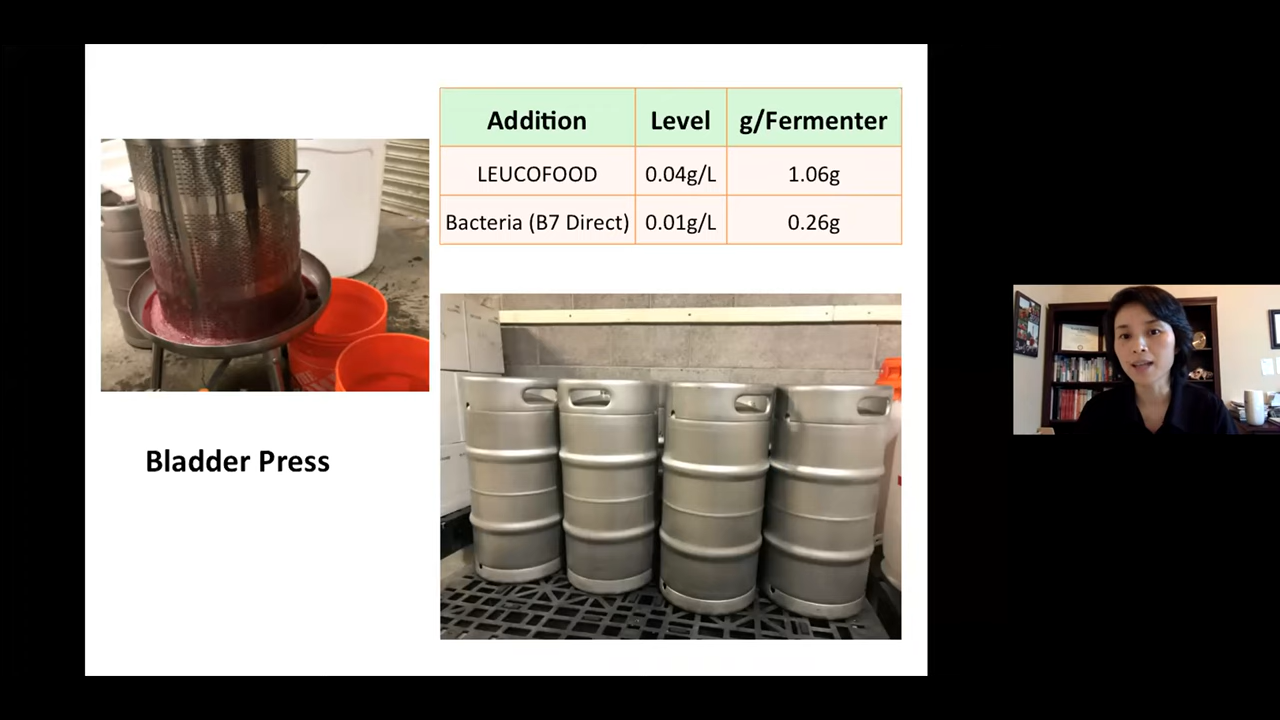 Addition Level g/Fermenter
LEUCOFOOD 0.04g/L 1.06g
Bacteria (B7 Direct) 0.01g/L 0.26g
Bladder Press